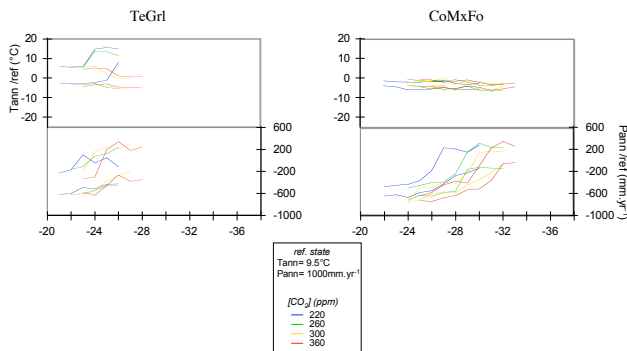 TeGrl
CoMxFo
Tann /ref (°C)
20
10
0
-10
-20
20
10
0
-10
-20
600
200
-200
-600
-1000
600
200
-200
-600
-1000
Pann /ref (mm.yr⁻¹)
-20 -24 -28 -32 -36
-20 -24 -28 -32 -36
ref. state
Tann= 9.5°C
Pann= 1000mm.yr⁻¹
[CO₂] (ppm)
220
260
300
360